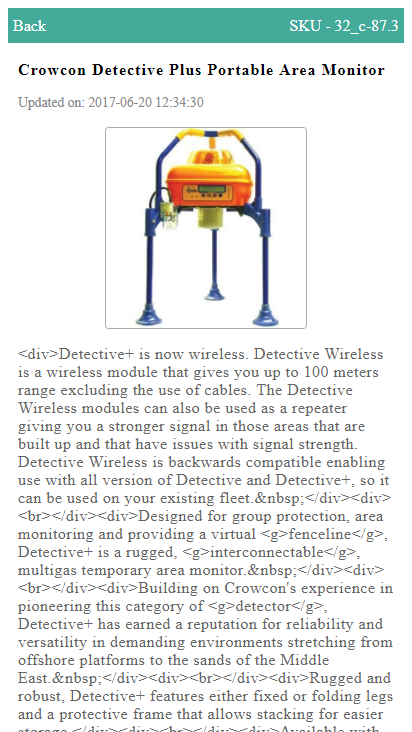 Back SKU - 32_c-87.3
Crowcon Detective Plus Portable Area Monitor
Updated on: 2017-06-20 12:34:30
<div>Detective+ is now wireless. Detective Wireless
is a wireless module that gives you up to 100 meters
range excluding the use of cables. The Detective
Wireless modules can also be used as a repeater
giving you a stronger signal in those areas that are
built up and that have issues with signal strength.
Detective Wireless is backwards compatible enabling
use with all version of Detective and Detective+, so it
can be used on your existing fleet.&nbsp;</div><div>
<br></div><div>Designed for group protection, area
monitoring and providing a virtual <g>fenceline</g>,
Detective+ is a rugged, <g>interconnectable</g>,
multigas temporary area monitor.&nbsp;</div><div>
<br></div><div>Building on Crowcon's experience in
pioneering this category of <g>detector</g>,
Detective+ has earned a reputation for reliability and
versatility in demanding environments stretching from
offshore platforms to the sands of the Middle
East.&nbsp;</div><div><br></div><div>Rugged and
robust, Detective+ features either fixed or folding legs
and a protective frame that allows stacking for easier
storage.</div><div><br></div><div>Available with